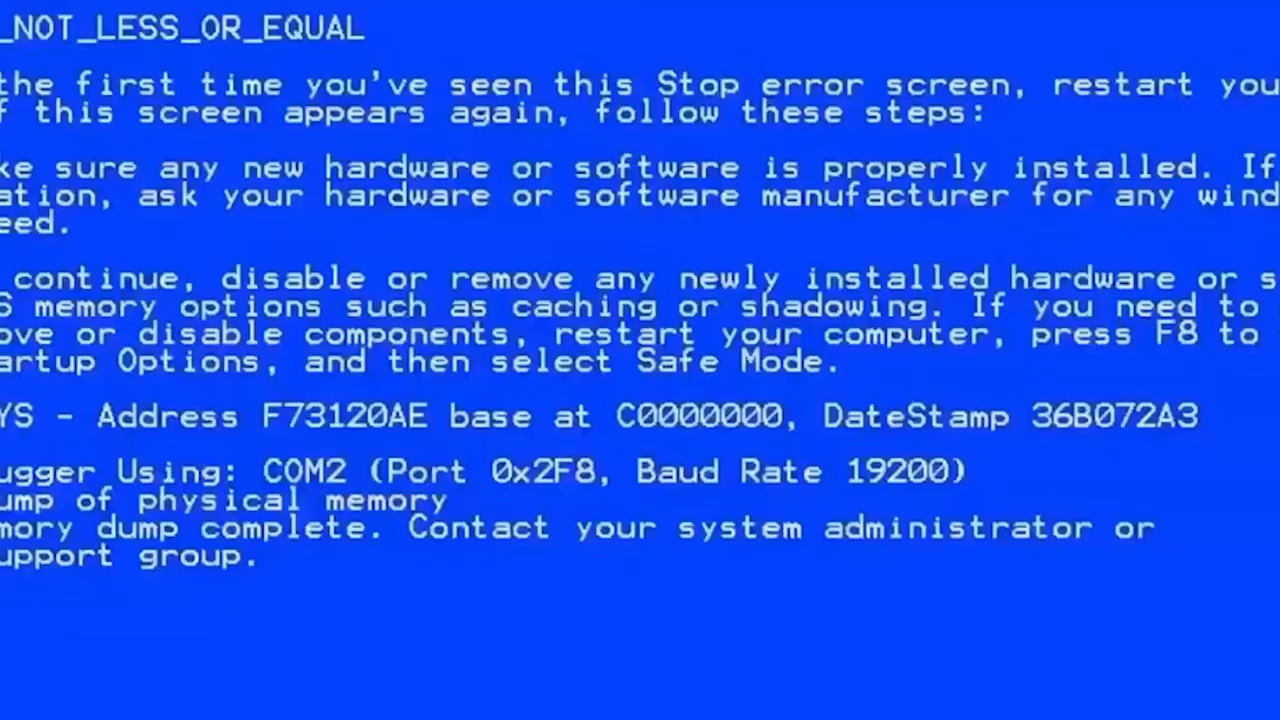 _NOT_LESS_OR_EQUAL
the first time you've seen this Stop error screen, restart you
f this screen appears again, follow these steps:
ke sure any new hardware or software is properly installed. If
ation, ask your hardware or software manufacturer for any wind
eed.
continue, disable or remove any newly installed hardware or s
S memory options such as caching or shadowing. If you need to
ove or disable components, restart your computer, press F8 to
artup Options, and then select Safe Mode.
YS - Address F73120AE base at C0000000, DateStamp 36B072A3
ugger Using: COM2 (Port 0x2F8, Baud Rate 19200)
ump of physical memory
mory dump complete. Contact your system administrator or
upport group.